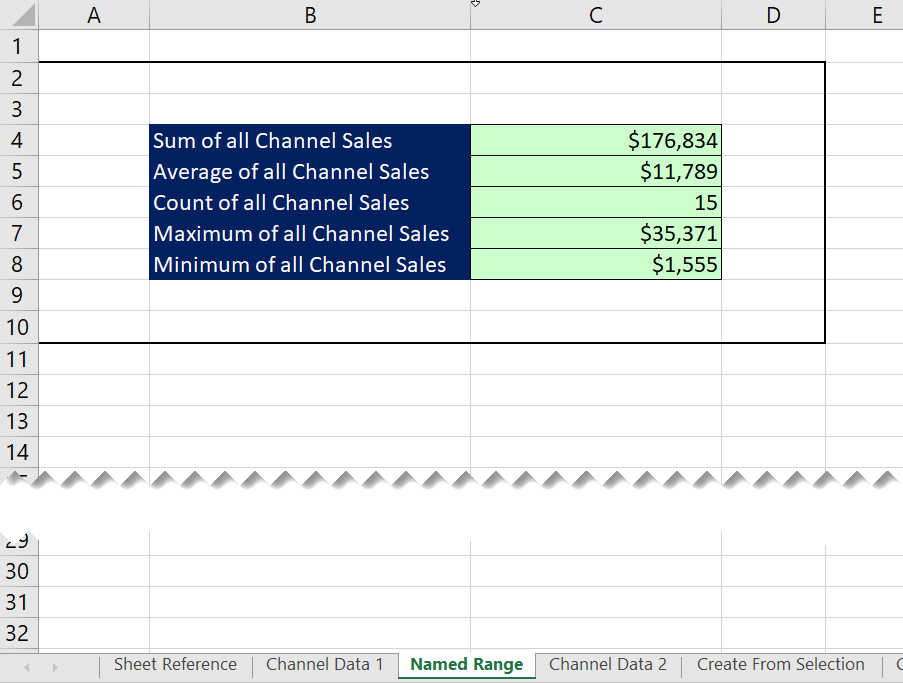 A B C D E
1
2
3
4 Sum of all Channel Sales $176,834
5 Average of all Channel Sales $11,789
6 Count of all Channel Sales 15
7 Maximum of all Channel Sales $35,371
8 Minimum of all Channel Sales $1,555
9
10
11
12
13
14
29
30
31
32
Sheet Reference Channel Data 1 Named Range Channel Data 2 Create From Selection